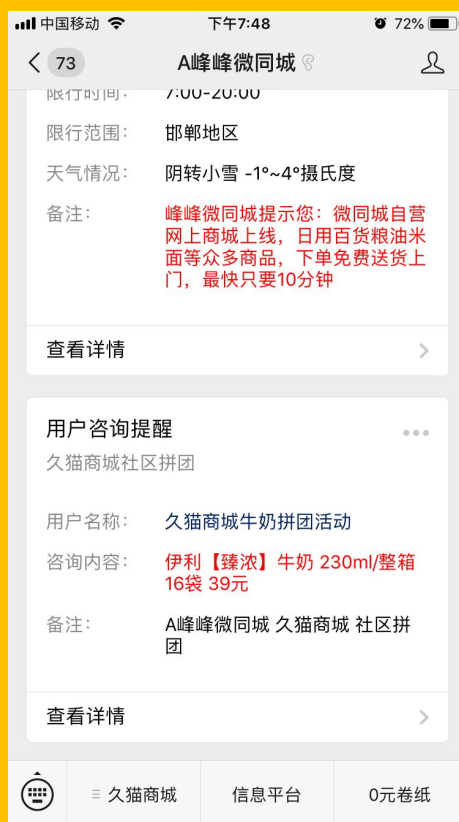 中国移动 下午7:48 72%
73 A峰峰微同城
限行时间: 7:00-20:00
限行范围: 邯郸地区
天气情况: 阴转小雪 -1°~4°摄氏度
备注: 峰峰微同城提示您：微同城自营
网上商城上线，日用百货粮油米
面等众多商品，下单免费送货上
门，最快只要10分钟
查看详情
用户咨询提醒
久猫商城社区拼团
用户名称: 久猫商城牛奶拼团活动
咨询内容: 伊利【臻浓】牛奶 230ml/整箱
16袋 39元
备注: A峰峰微同城 久猫商城 社区拼
团
查看详情
久猫商城 信息平台 0元卷纸